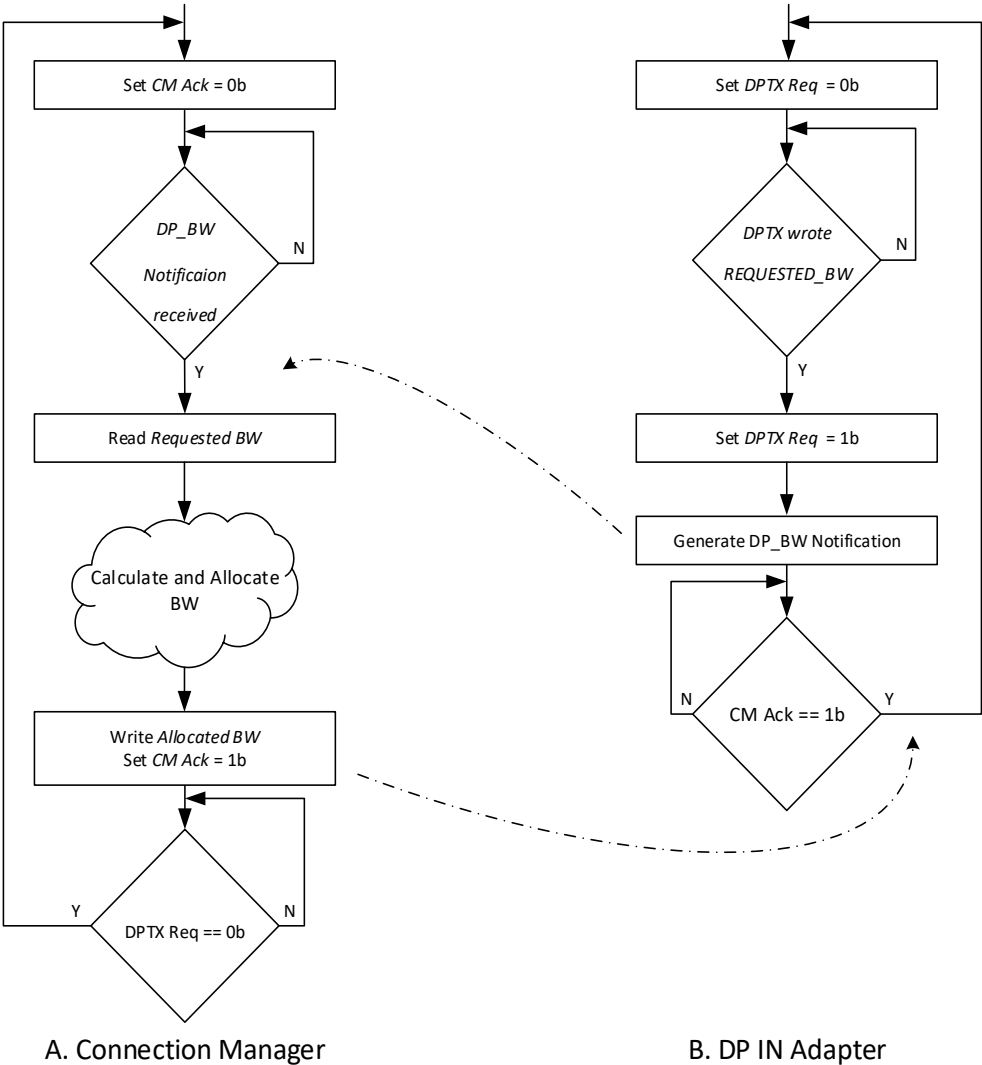 Set CM Ack = 0b
DP_BW
Notificaion
received
N
Y
Read Requested BW
Calculate and Allocate
BW
Write Allocated BW
Set CM Ack = 1b
Y
N
DPTX Req == 0b
A. Connection Manager
Set DPTX Req = 0b
DPTX wrote
REQUESTED_BW
N
Y
Set DPTX Req = 1b
Generate DP_BW Notification
N
Y
CM Ack == 1b
B. DP IN Adapter